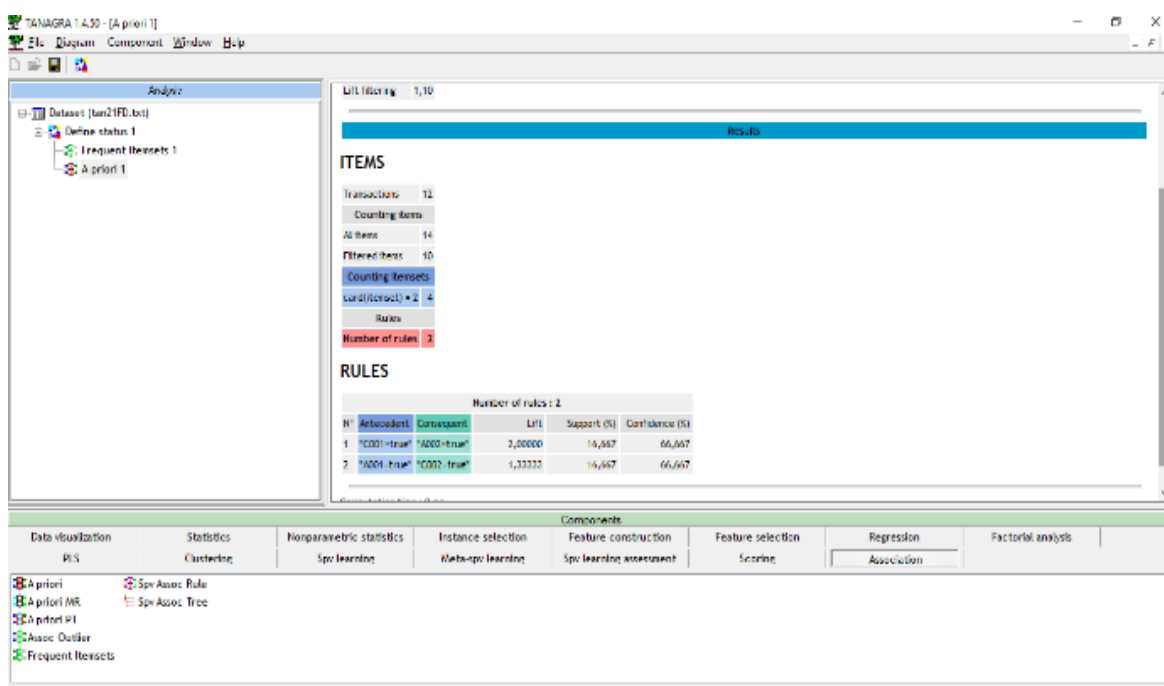 TANAGRA 1.4.50 - [A priori 1]
File Diagram Component Window Help
Analysis
Dataset (tan21FD.txt)
Define status 1
Frequent Itemsets 1
A priori 1
Lift filtering 1,10
Results
ITEMS
Transactions 12
Counting items
All items 14
Filtered items 10
Counting itemsets
card(itemset) = 2 4
Rules
Number of rules 2
RULES
Number of rules : 2
N° Antecedent Consequent Lift Support (%) Confidence (%)
1 "C001=true" "A002=true" 2,00000 16,667 66,667
2 "A001=true" "C002=true" 1,33333 16,667 66,667
Components
Data visualization Statistics Nonparametric statistics Instance selection Feature construction Feature selection Regression Factorial analysis
PLS Clustering Spv learning Meta-spv learning Spv learning assessment Scoring Association
A priori Spv Assoc Rule
A priori MR Spv Assoc Tree
A priori PT
Assoc Outlier
Frequent Itemsets